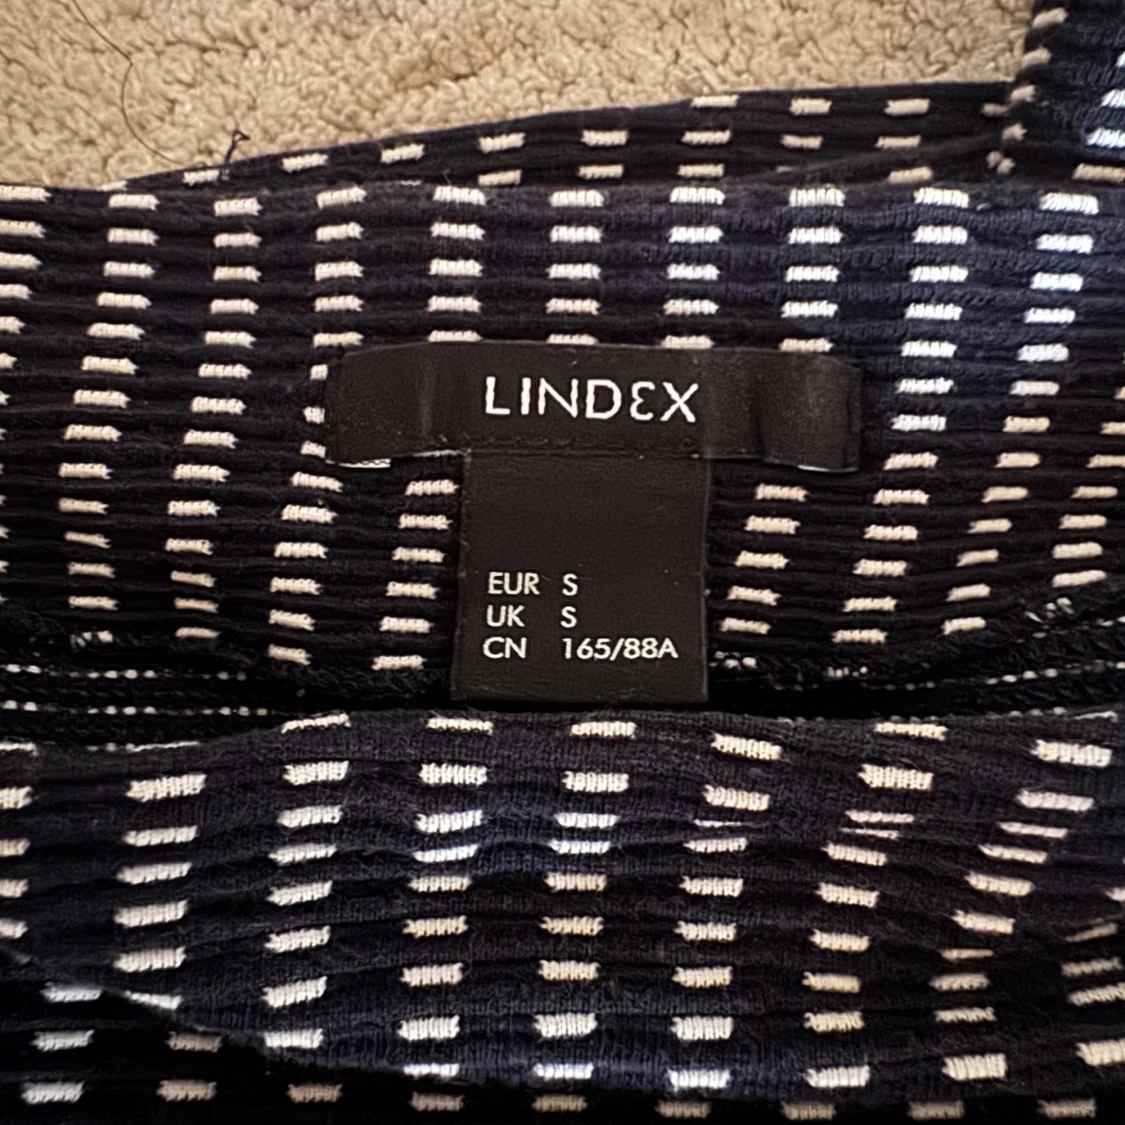 LINDEX
EUR S
UK S
CN 165/88A